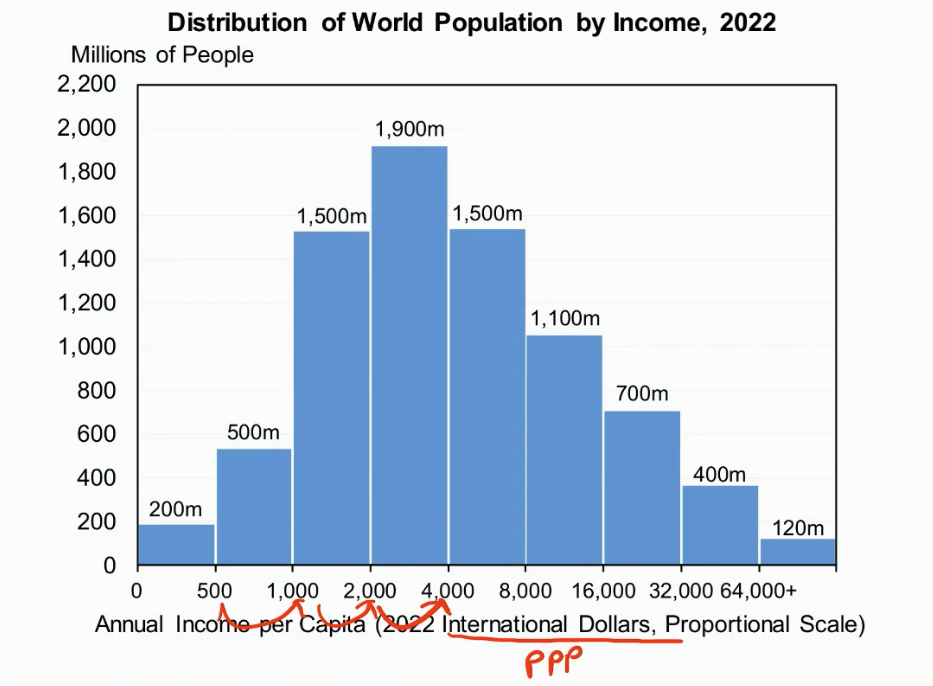 Distribution of World Population by Income, 2022
Millions of People
2,200
2,000
1,800
1,600
1,400
1,200
1,000
800
600
400
200
0
200m
500m
1,500m
1,900m
1,500m
1,100m
700m
400m
120m
0 500 1,000 2,000 4,000 8,000 16,000 32,000 64,000+
Annual Income per Capita (2022 International Dollars, Proportional Scale)
PPP